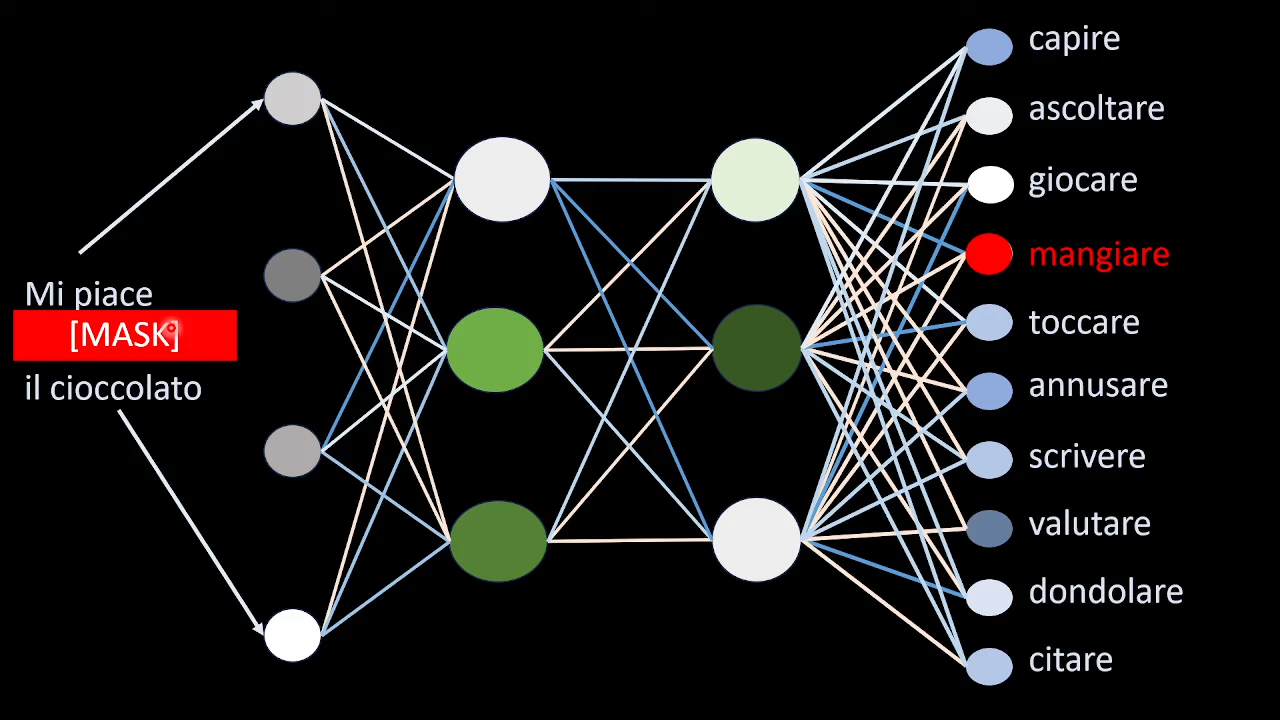 Mi piace
[MASK]
il cioccolato
capire
ascoltare
giocare
mangiare
toccare
annusare
scrivere
valutare
dondolare
citare